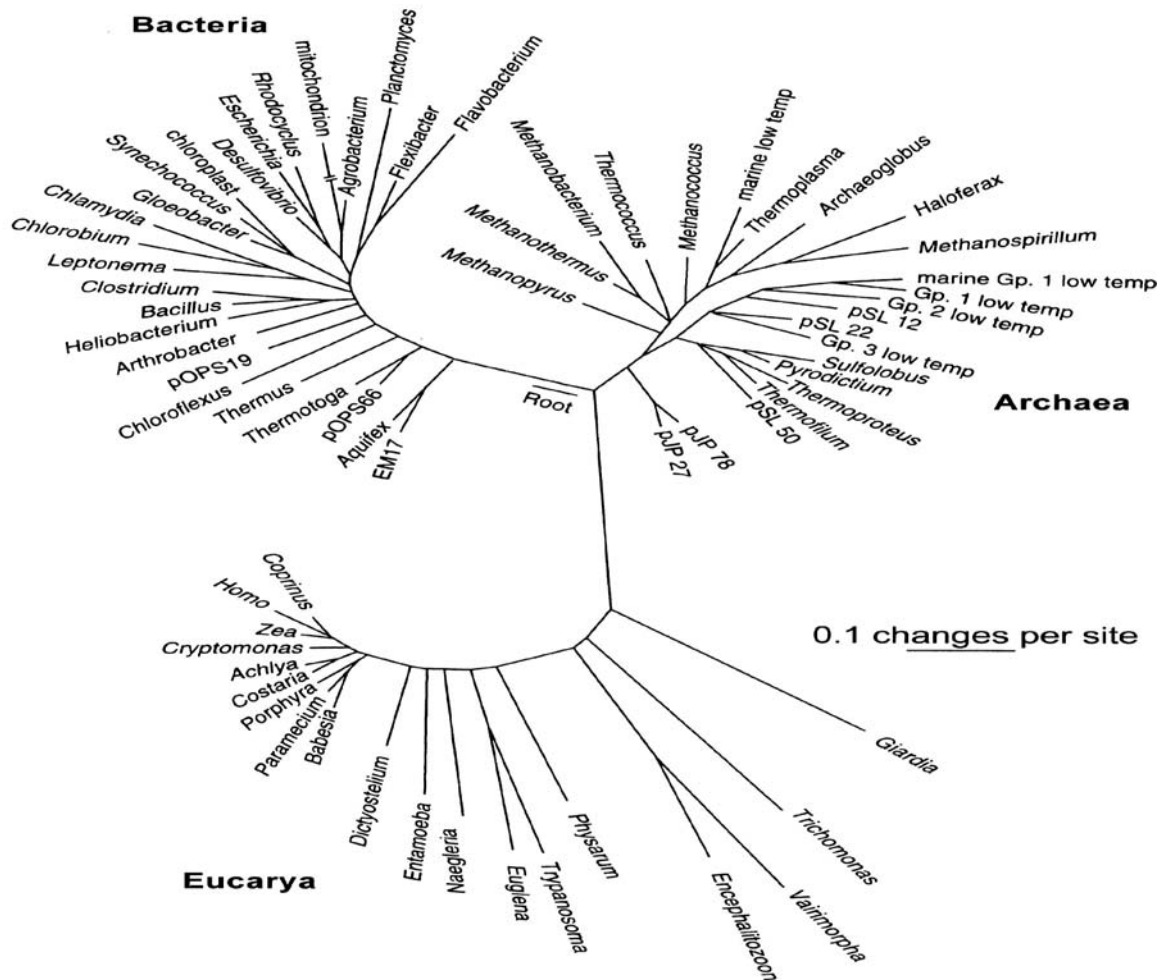 Bacteria
mitochondrion
Planctomyces
Rhodocyclus
Escherichia
Desulfovibrio
Agrobacterium
Flexibacter
Flavobacterium
chloroplast
Synechococcus
Gloeobacter
Chlamydia
Chlorobium
Leptonema
Clostridium
Bacillus
Heliobacterium
Arthrobacter
pOPS19
Chloroflexus
Thermus
Thermotoga
pOPS66
Aquifex
EM17
Root
Methanopyrus
Methanothermus
Methanobacterium
Thermococcus
Methanococcus
marine low temp
Thermoplasma
Archaeoglobus
Haloferax
Methanospirillum
marine Gp. 1 low temp
Gp. 1 low temp
Gp. 2 low temp
pSL 12
pSL 22
Gp. 3 low temp
Sulfolobus
Pyrodictium
Thermoproteus
Thermofilum
pSL 50
pJP 78
pJP 27
Archaea
0.1 changes per site
Coprinus
Homo
Zea
Cryptomonas
Achlya
Costaria
Porphyra
Paramecium
Babesia
Dictyostelium
Entamoeba
Naegleria
Euglena
Trypanosoma
Physarum
Encephalitozoon
Vairimorpha
Trichomonas
Giardia
Eucarya